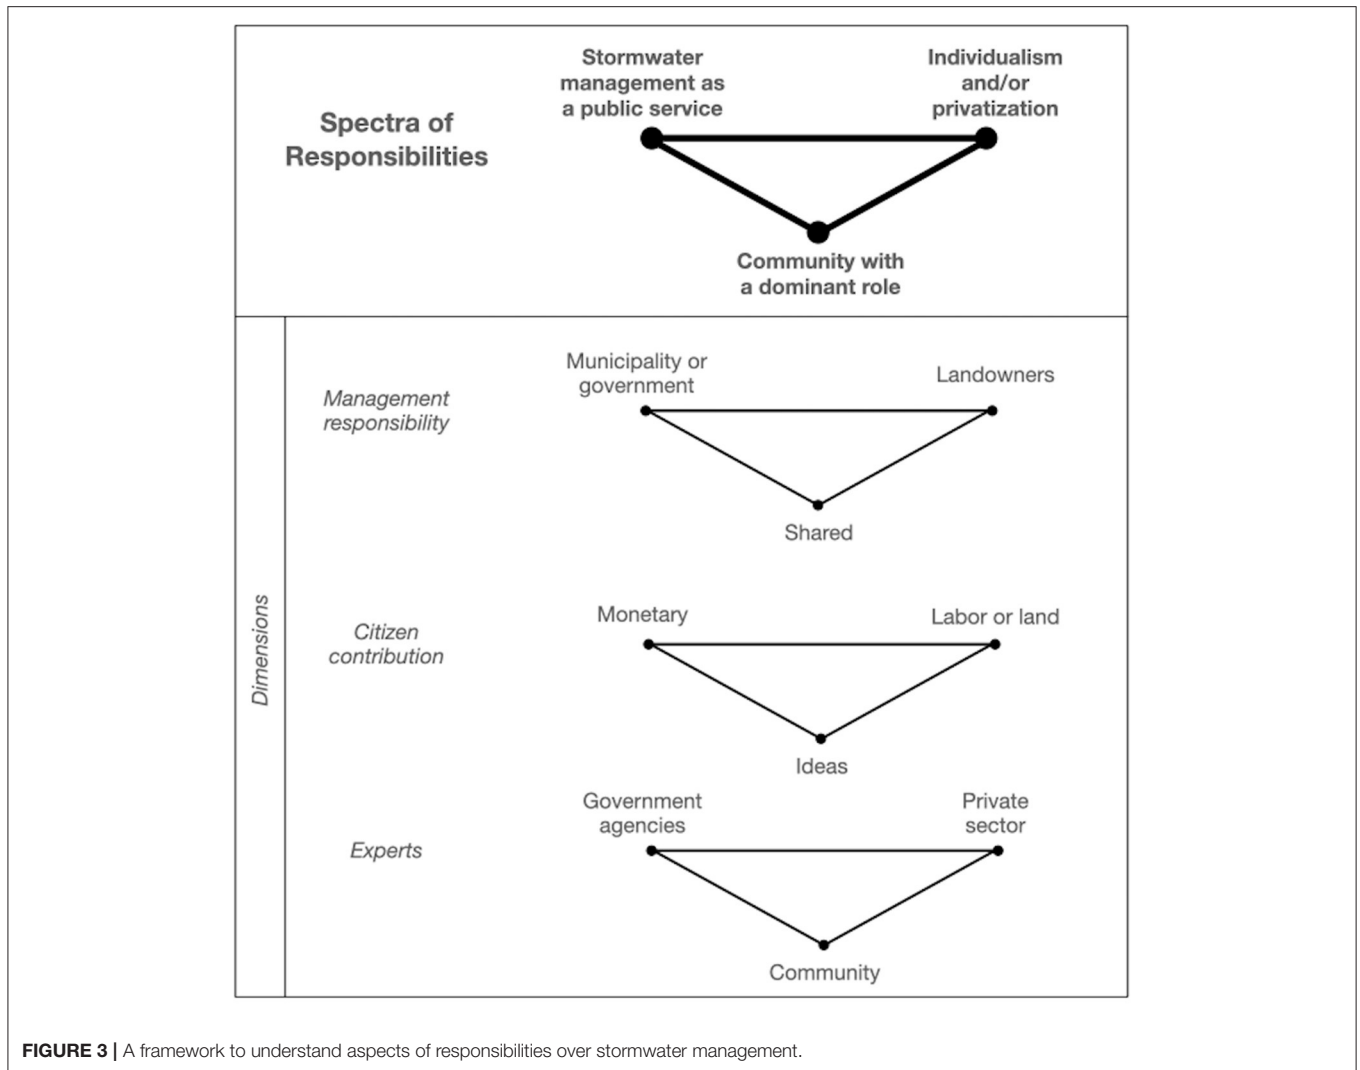 Stormwater
management as
a public service
Individualism
and/or
privatization
Spectra of
Responsibilities
Community with
a dominant role
Dimensions
Management
responsibility
Municipality or
government
Landowners
Shared
Citizen
contribution
Monetary
Labor or land
Ideas
Experts
Government
agencies
Private
sector
Community
FIGURE 3 | A framework to understand aspects of responsibilities over stormwater management.